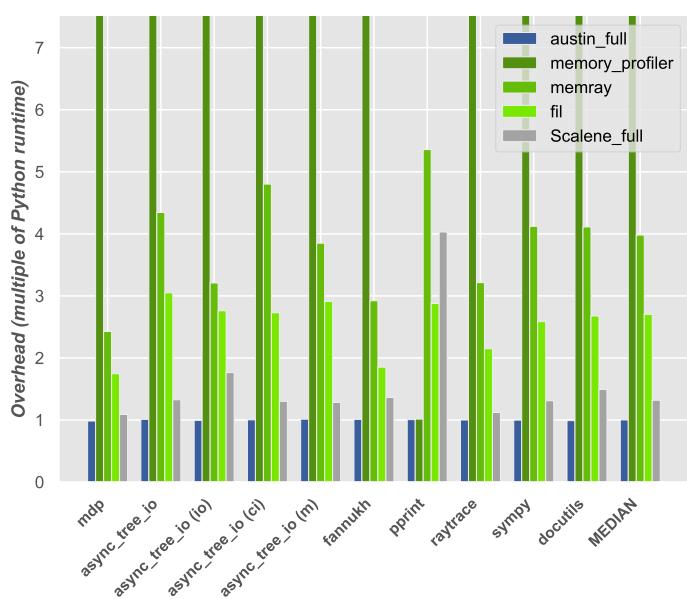 Overhead (multiple of Python runtime)
7
6
5
4
3
2
1
0
austin_full
memory_profiler
memray
fil
Scalene_full
mdp
async_tree_io
async_tree_io (io)
async_tree_io (ci)
async_tree_io (m)
fannukh
pprint
raytrace
sympy
docutils
MEDIAN